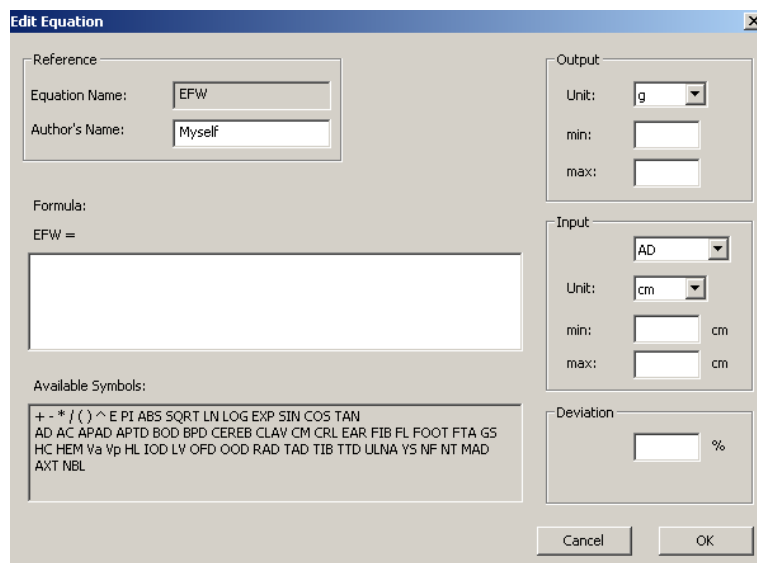 Edit Equation
Reference
Equation Name: EFW
Author's Name: Myself
Formula:
EFW =
Available Symbols:
+ - * / ( ) ^ E PI ABS SQRT LN LOG EXP SIN COS TAN
AD AC APAD APTD BOD BPD CEREB CLAV CM CRL EAR FIB FL FOOT FTA GS
HC HEM Va Vp HL IOD LV OFD OOD RAD TAD TIB TTD ULNA YS NF NT MAD
AXT NBL
Output
Unit: g
min:
max:
Input
AD
Unit: cm
min: cm
max: cm
Deviation
%
Cancel OK